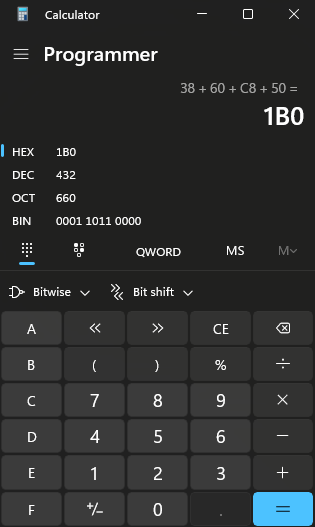 Calculator
Programmer
38 + 60 + C8 + 50 =
1B0
HEX 1B0
DEC 432
OCT 660
BIN 0001 1011 0000
QWORD MS M
Bitwise Bit shift
A « » CE
B ( ) % ÷
C 7 8 9 ×
D 4 5 6 −
E 1 2 3 +
F +/− 0 . =